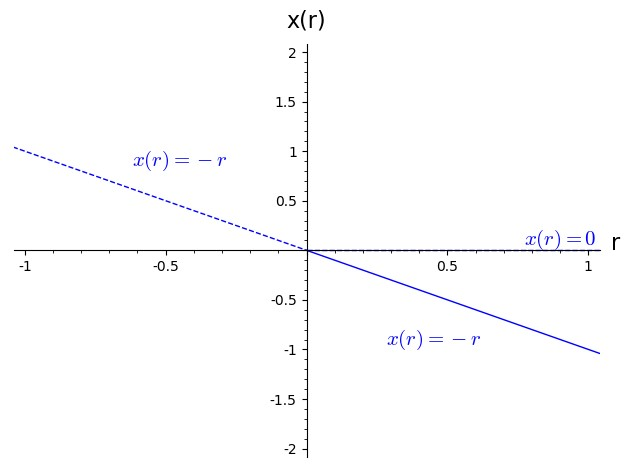 x(r)
2
1.5
1
x(r) = − r
0.5
x(r) = 0
r
-1
-0.5
0.5
1
-0.5
x(r) = − r
-1
-1.5
-2